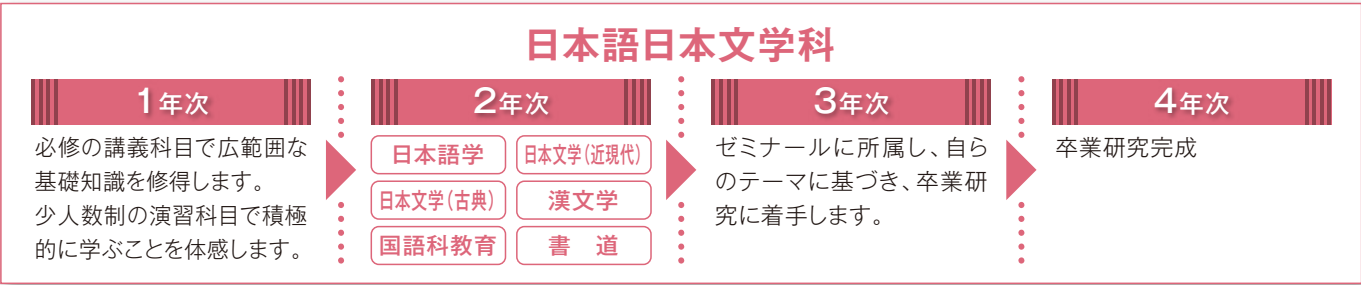 日本語日本文学科
1年次
必修の講義科目で広範囲な
基礎知識を修得します。
少人数制の演習科目で積極
的に学ぶことを体感します。
2年次
日本語学
日本文学(近現代)
日本文学(古典)
漢文学
国語科教育
書　道
3年次
ゼミナールに所属し、自ら
のテーマに基づき、卒業研
究に着手します。
4年次
卒業研究完成